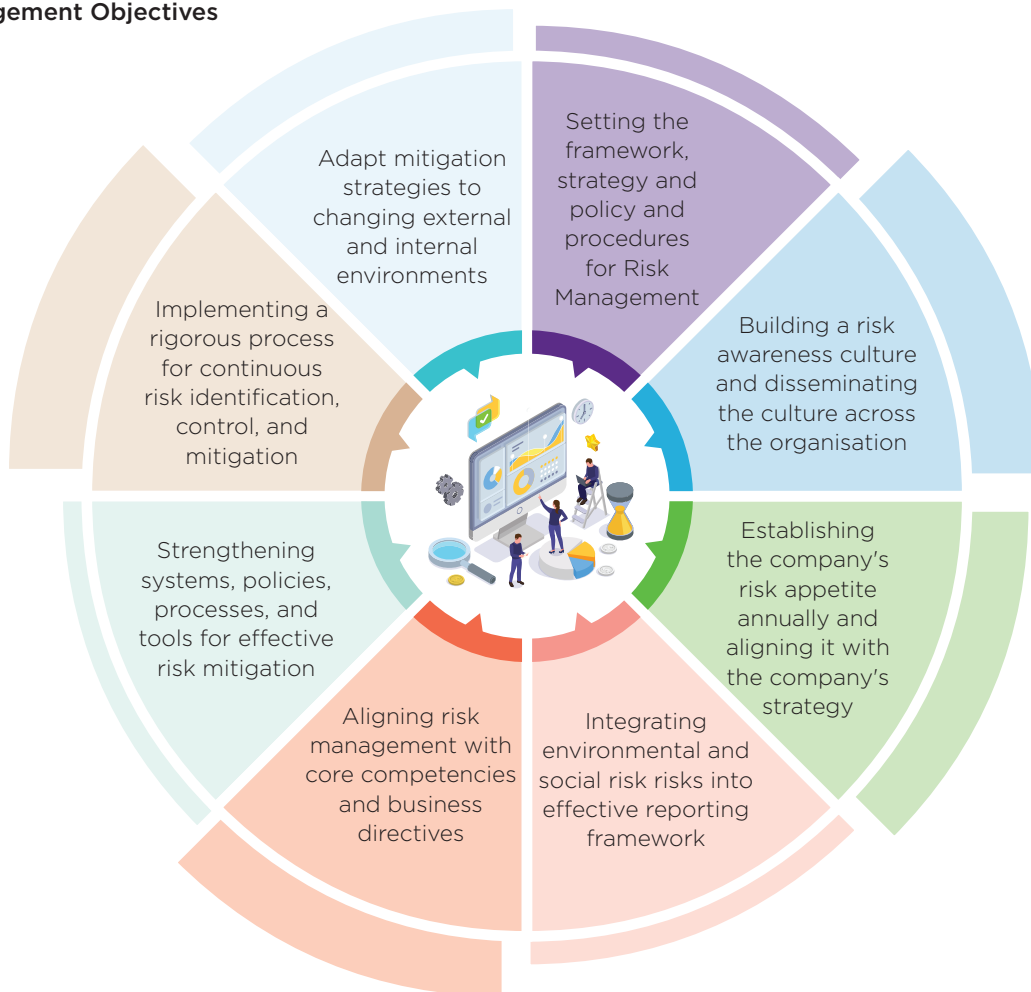 gement Objectives
Setting the
framework,
strategy and
policy and
procedures
for Risk
Management
Building a risk
awareness culture
and disseminating
the culture across
the organisation
Establishing
the company's
risk appetite
annually and
aligning it with
the company's
strategy
Integrating
environmental and
social risk risks into
effective reporting
framework
Aligning risk
management with
core competencies
and business
directives
Strengthening
systems, policies,
processes, and
tools for effective
risk mitigation
Implementing a
rigorous process
for continuous
risk identification,
control, and
mitigation
Adapt mitigation
strategies to
changing external
and internal
environments